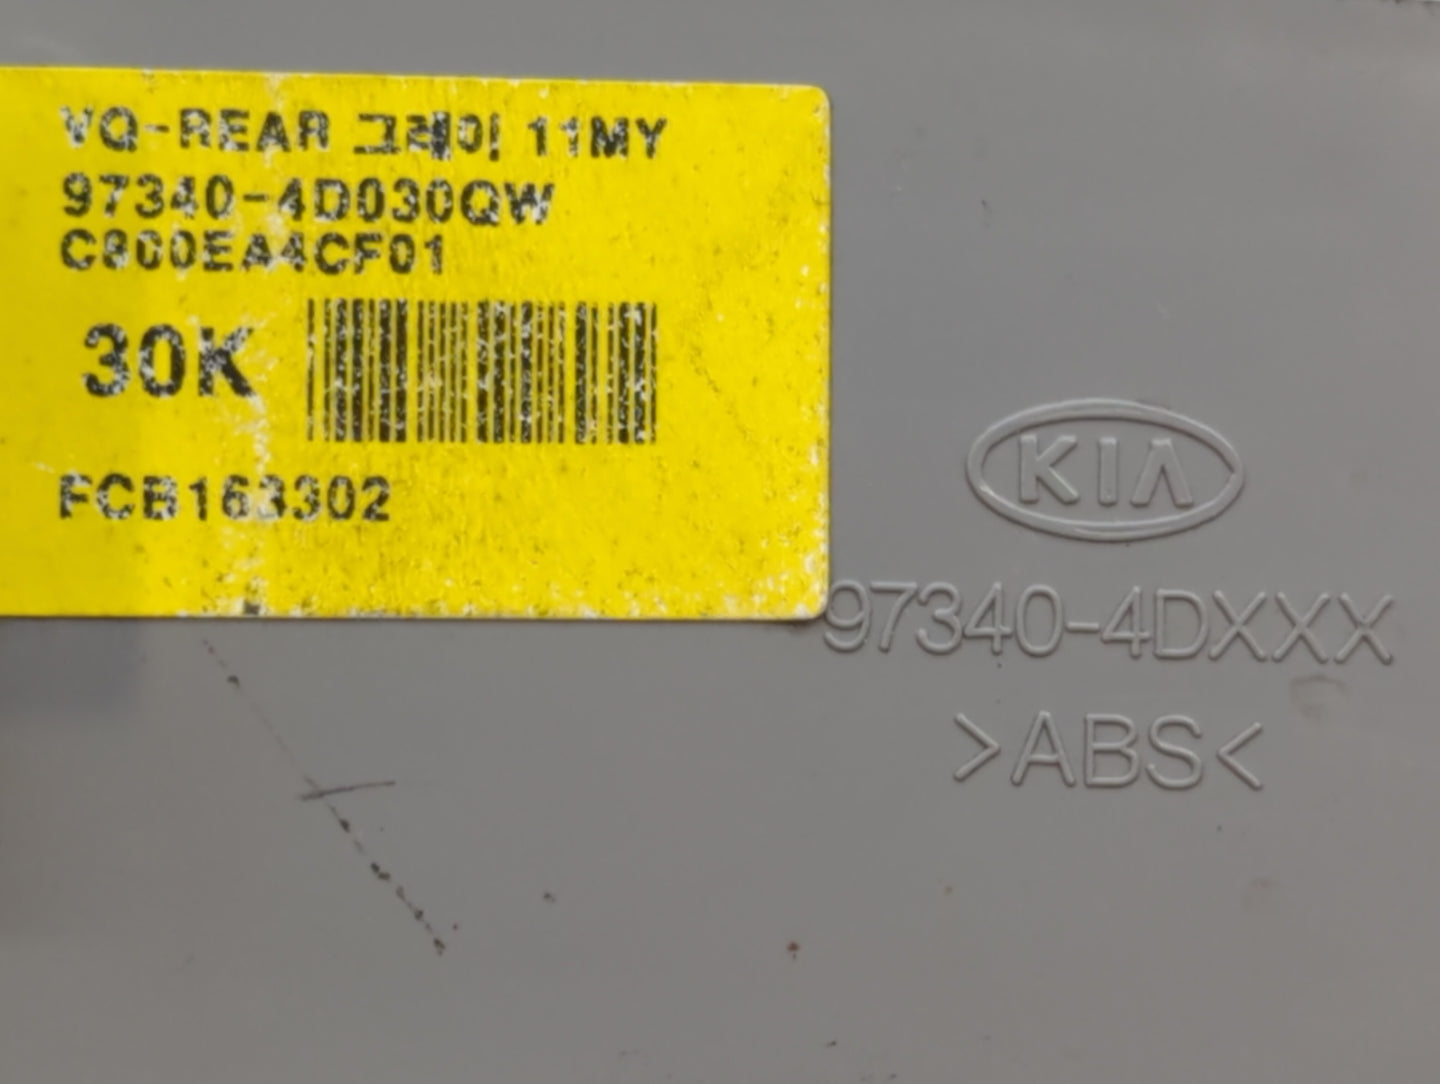 VQ-REAR 그레이 11MY
97340-4D030QW
C800EA4CF01
30K
FCB163302
KIA
97340-4DXXX
>ABS<